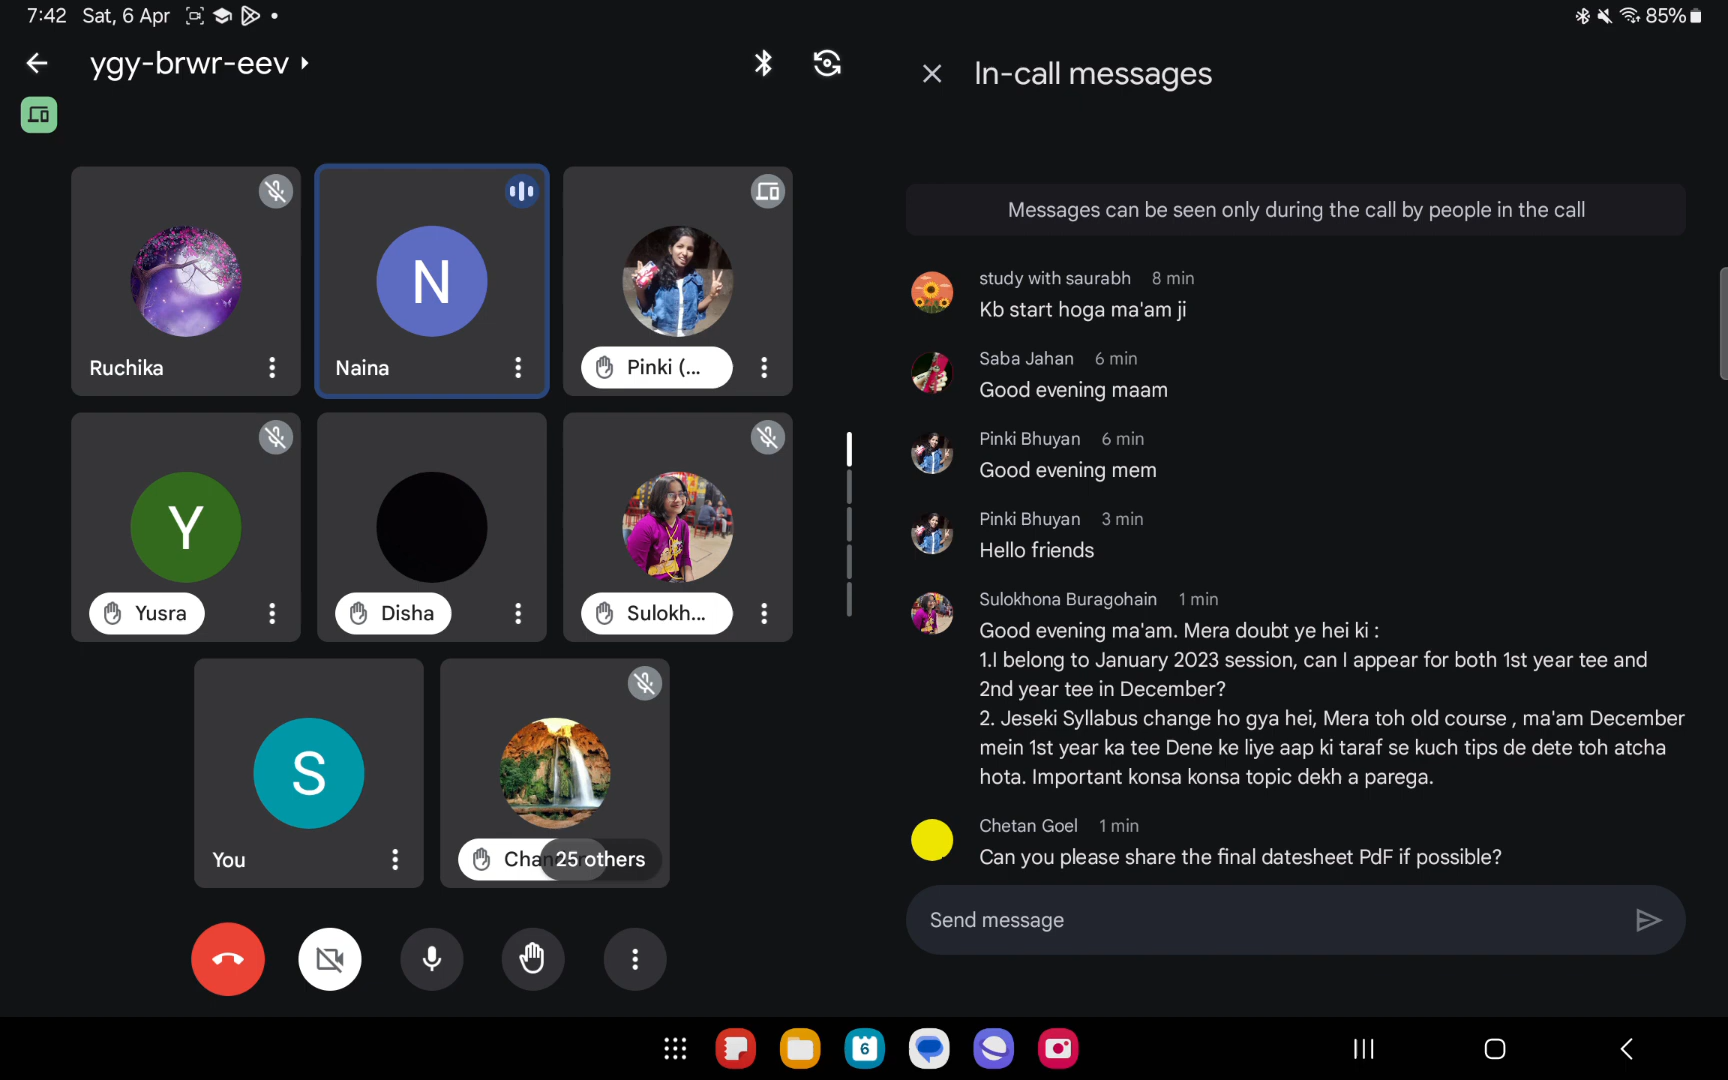 7:42 Sat, 6 Apr
85%
ygy-brwr-eev
In-call messages
Messages can be seen only during the call by people in the call
Ruchika
N
Naina
Pinki (...
Y
Yusra
Disha
Sulokh...
S
You
25 others
study with saurabh 8 min
Kb start hoga ma'am ji
Saba Jahan 6 min
Good evening maam
Pinki Bhuyan 6 min
Good evening mem
Pinki Bhuyan 3 min
Hello friends
Sulokhona Buragohain 1 min
Good evening ma'am. Mera doubt ye hei ki :
1.I belong to January 2023 session, can I appear for both 1st year tee and
2nd year tee in December?
2. Jeseki Syllabus change ho gya hei, Mera toh old course , ma'am December
mein 1st year ka tee Dene ke liye aap ki taraf se kuch tips de dete toh atcha
hota. Important konsa konsa topic dekh a parega.
Chetan Goel 1 min
Can you please share the final datesheet PdF if possible?
Send message
6